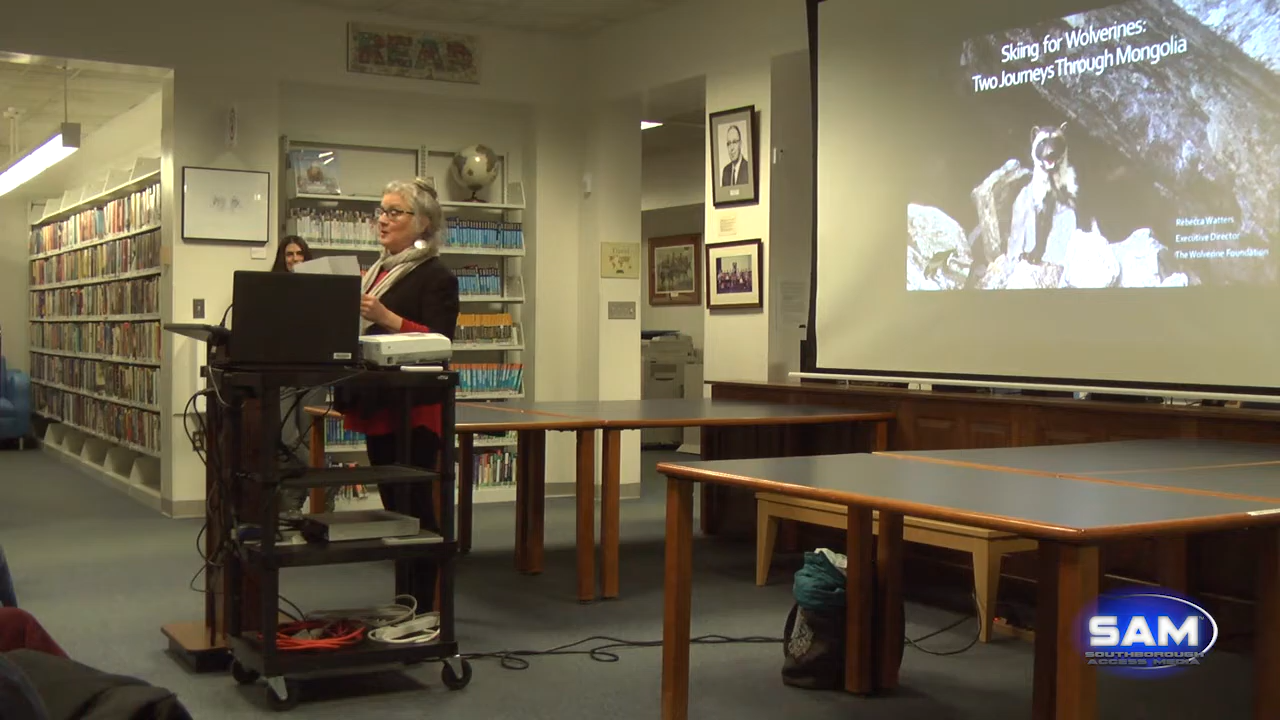 READ
Skiing for Wolverines:
Two Journeys Through Mongolia
Rebecca Watters
Executive Director
The Wolverine Foundation
SAM
SOUTHBOROUGH
ACCESS MEDIA